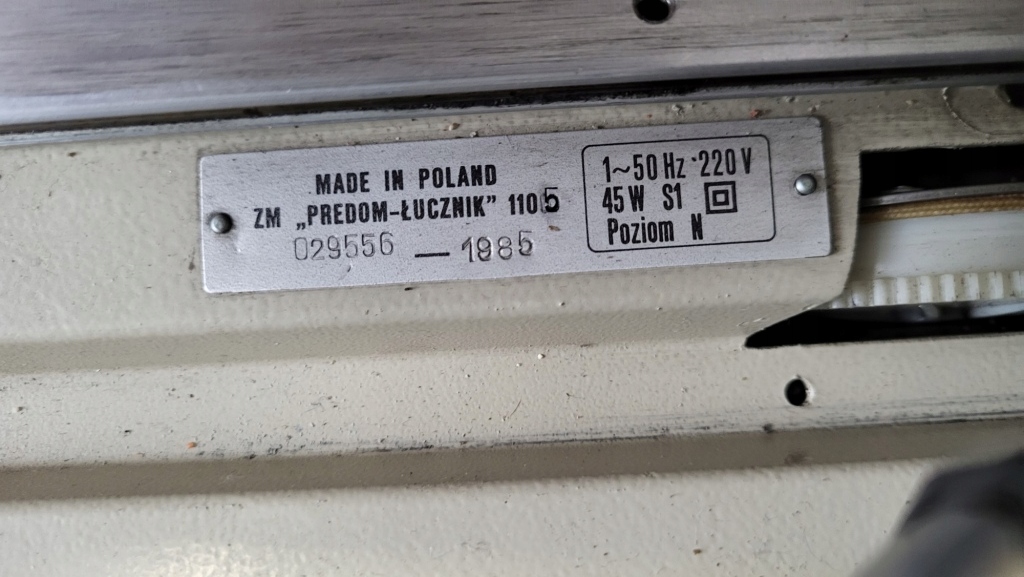 MADE IN POLAND
ZM „PREDOM-ŁUCZNIK” 1105
029556 — 1985
1~50 Hz 220 V
45 W S1
Poziom N